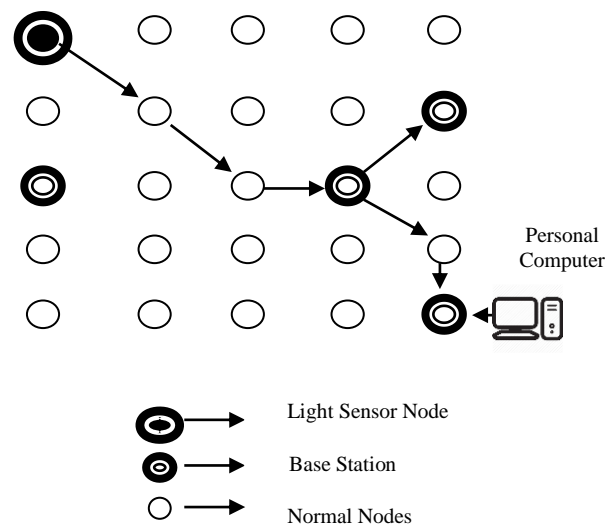 Personal
Computer
Light Sensor Node
Base Station
Normal Nodes